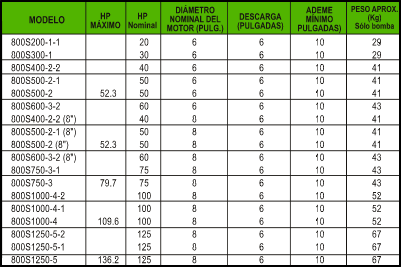 MODELO HP MÁXIMO HP Nominal DIÁMETRO NOMINAL DEL MOTOR (PULG.) DESCARGA (PULGADAS) ADEME MÍNIMO PULGADAS) PESO APROX. (Kg) Sólo bomba
800S200-1-1 20 6 6 10 29
800S300-1 30 6 6 10 29
800S400-2-2 40 6 6 10 41
800S500-2-1 50 6 6 10 41
800S500-2 52.3 50 6 6 10 41
800S600-3-2 60 6 6 10 43
800S400-2-2 (8") 40 8 6 10 41
800S500-2-1 (8") 50 8 6 10 41
800S500-2 (8") 52.3 50 8 6 10 41
800S600-3-2 (8") 60 8 6 10 43
800S750-3-1 75 8 6 10 43
800S750-3 79.7 75 8 6 10 43
800S1000-4-2 100 8 6 10 52
800S1000-4-1 100 8 6 10 52
800S1000-4 109.6 100 8 6 10 52
800S1250-5-2 125 8 6 10 67
800S1250-5-1 125 8 6 10 67
800S1250-5 136.2 125 8 6 10 67